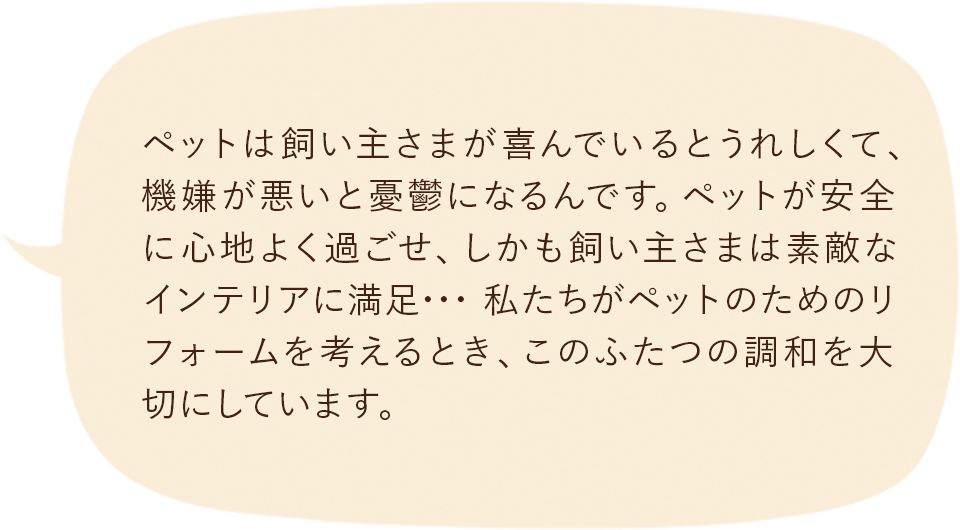 ペットは飼い主さまが喜んでいるとうれしくて、
機嫌が悪いと憂鬱になるんです。ペットが安全
に心地よく過ごせ、しかも飼い主さまは素敵な
インテリアに満足･･･ 私たちがペットのためのリ
フォームを考えるとき、このふたつの調和を大
切にしています。